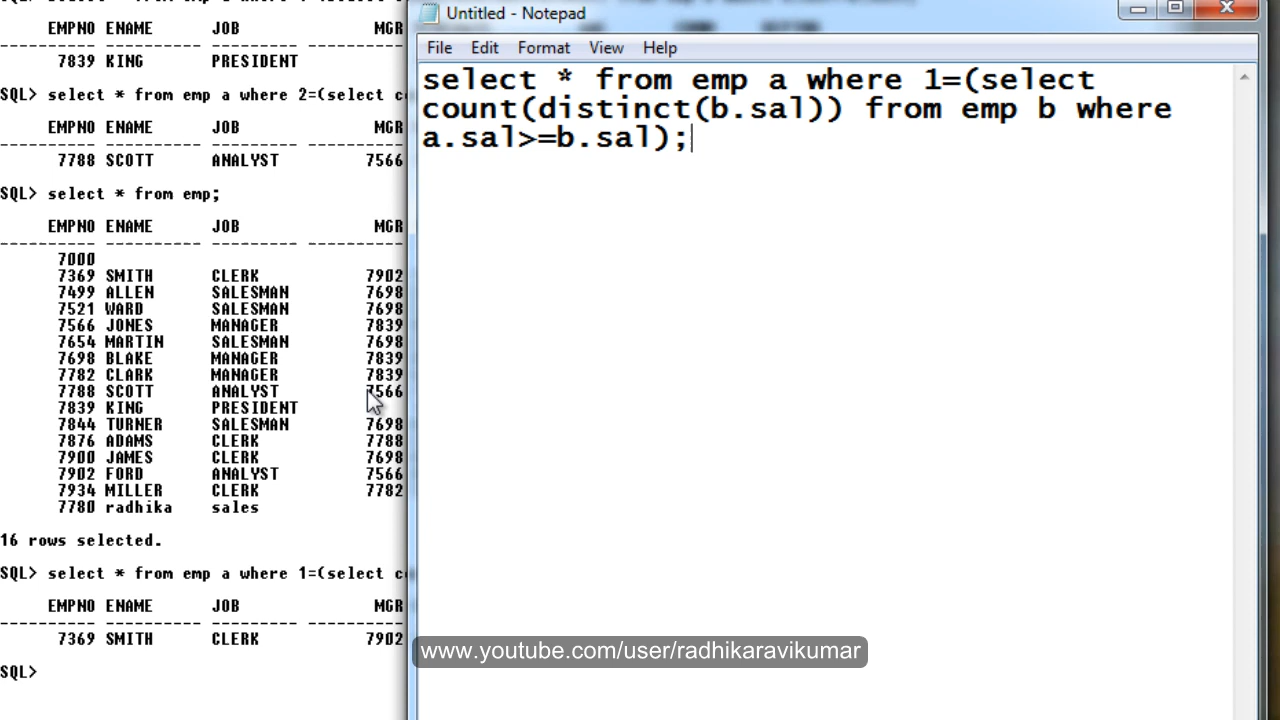 EMPNO ENAME JOB MGR
---------- ---------- --------- ----------
7839 KING PRESIDENT
SQL> select * from emp a where 2=(select c
EMPNO ENAME JOB MGR
---------- ---------- --------- ----------
7788 SCOTT ANALYST 7566
SQL> select * from emp;
EMPNO ENAME JOB MGR
---------- ---------- --------- ----------
7000
7369 SMITH CLERK 7902
7499 ALLEN SALESMAN 7698
7521 WARD SALESMAN 7698
7566 JONES MANAGER 7839
7654 MARTIN SALESMAN 7698
7698 BLAKE MANAGER 7839
7782 CLARK MANAGER 7839
7788 SCOTT ANALYST 7566
7839 KING PRESIDENT
7844 TURNER SALESMAN 7698
7876 ADAMS CLERK 7788
7900 JAMES CLERK 7698
7902 FORD ANALYST 7566
7934 MILLER CLERK 7782
7780 radhika sales
16 rows selected.
SQL> select * from emp a where 1=(select c
EMPNO ENAME JOB MGR
---------- ---------- --------- ----------
7369 SMITH CLERK 7902
SQL>
Untitled - Notepad
File Edit Format View Help
select * from emp a where 1=(select
count(distinct(b.sal)) from emp b where
a.sal>=b.sal);
www.youtube.com/user/radhikaravikumar